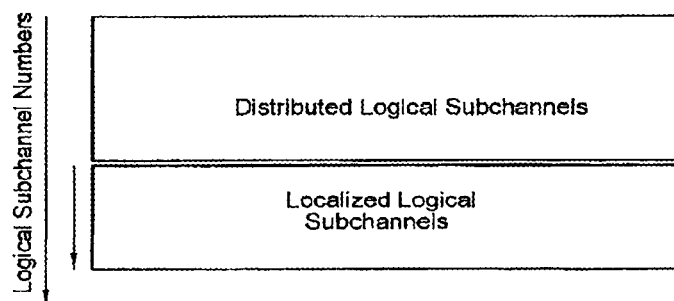 Logical Subchannel Numbers
Distributed Logical Subchannels
Localized Logical
Subchannels